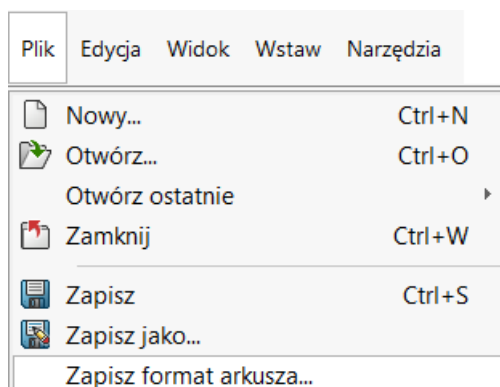 Plik Edycja Widok Wstaw Narzędzia
Nowy... Ctrl+N
Otwórz... Ctrl+O
Otwórz ostatnie
Zamknij Ctrl+W
Zapisz Ctrl+S
Zapisz jako...
Zapisz format arkusza...